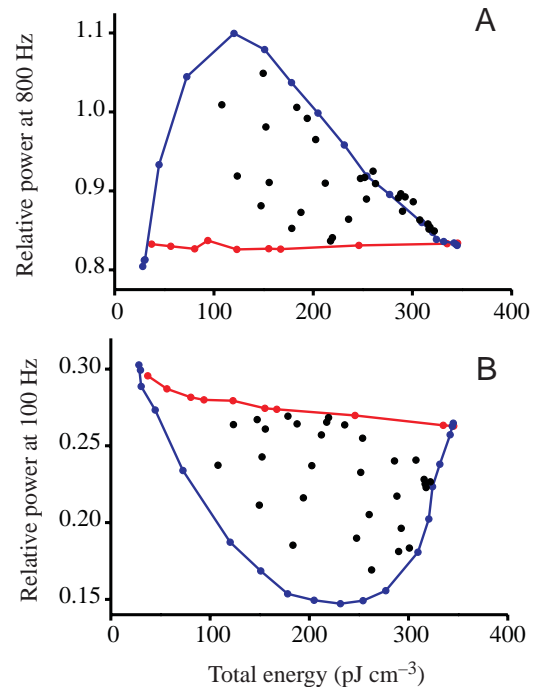 A
Relative power at 800 Hz
1.1
1.0
0.9
0.8
0 100 200 300 400
B
Relative power at 100 Hz
0.30
0.25
0.20
0.15
0 100 200 300 400
Total energy (pJ cm⁻³)